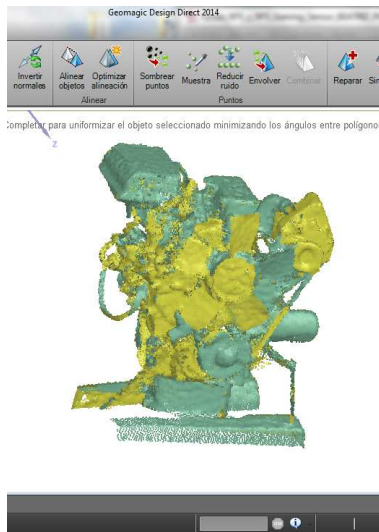 Geomagic Design Direct 2014
Invertir normales
Alinear objetos
Optimizar alineación
Sombrear puntos
Muestra
Reducir ruido
Envolver
Combinar
Reparar
Alinear
Puntos
Completar para uniformizar el objeto seleccionado minimizando los ángulos entre polígono
z